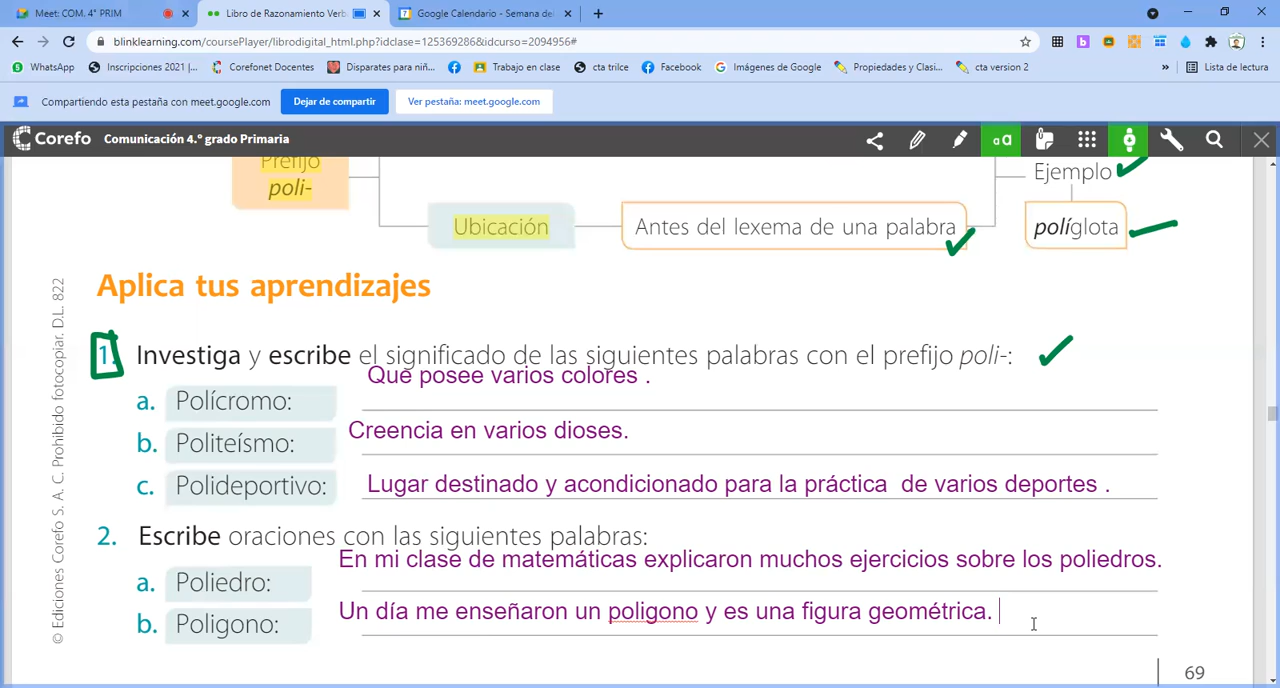 Meet: COM. 4° PRIM
Libro de Razonamiento Verb
Google Calendario - Semana del
blinklearning.com/coursePlayer/librodigital_html.php?idclase=125369286&idcurso=2094956#
WhatsApp
Inscripciones 2021 |...
Corefonet Docentes
Disparates para niñ...
Trabajo en clase
cta trilce
Facebook
Imágenes de Google
Propiedades y Clasi...
cta version 2
»
Lista de lectura
Compartiendo esta pestaña con meet.google.com
Dejar de compartir
Ver pestaña: meet.google.com
Corefo
Comunicación 4.º grado Primaria
aA
Prefijo
poli-
Ubicación
Antes del lexema de una palabra
Ejemplo
políglota
Aplica tus aprendizajes
1. Investiga y escribe el significado de las siguientes palabras con el prefijo poli-:
Que posee varios colores .
a. Polícromo:
Creencia en varios dioses.
b. Politeísmo:
c. Polideportivo: Lugar destinado y acondicionado para la práctica de varios deportes .
2. Escribe oraciones con las siguientes palabras:
En mi clase de matemáticas explicaron muchos ejercicios sobre los poliedros.
a. Poliedro:
Un día me enseñaron un poligono y es una figura geométrica.
b. Poligono:
© Ediciones Corefo S. A. C. Prohibido fotocopiar. D.L. 822
69